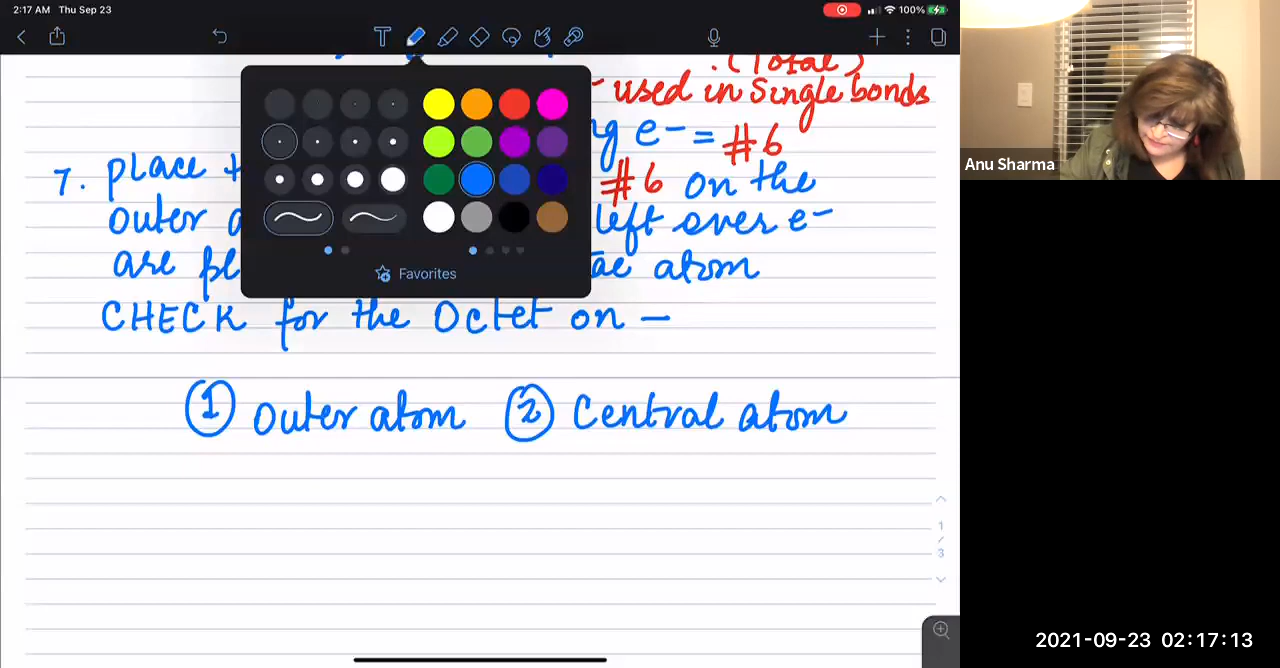 2:17 AM Thu Sep 23
100%
(Total)
- used in Single bonds
e- = #6
7. place
#6 on the
outer
left over e-
are
atom
CHECK for the Octet on -
① Outer atom ② Central atom
Favorites
1
/
3
Anu Sharma
2021-09-23 02:17:13